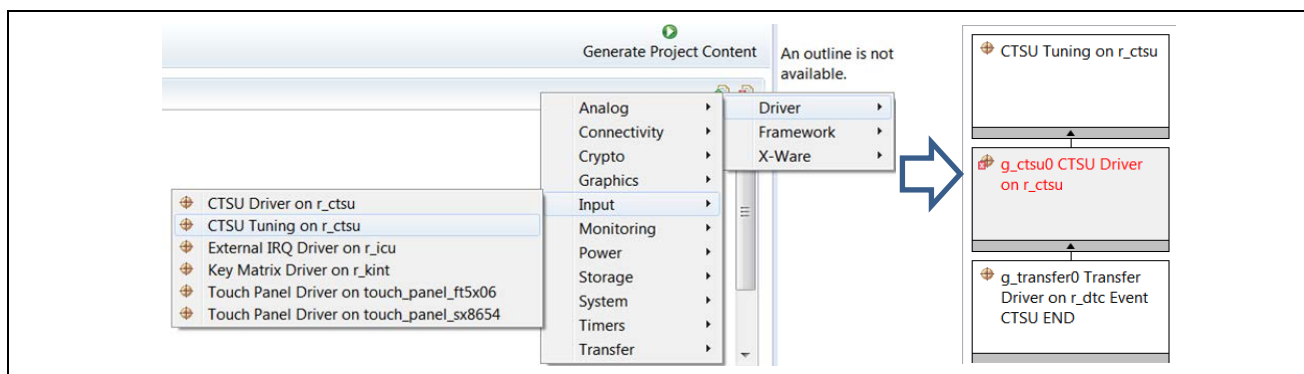 Generate Project Content
An outline is not
available.
Driver
Framework
X-Ware
Analog
Connectivity
Crypto
Graphics
Input
Monitoring
Power
Storage
System
Timers
Transfer
CTSU Driver on r_ctsu
CTSU Tuning on r_ctsu
External IRQ Driver on r_icu
Key Matrix Driver on r_kint
Touch Panel Driver on touch_panel_ft5x06
Touch Panel Driver on touch_panel_sx8654
CTSU Tuning on r_ctsu
g_ctsu0 CTSU Driver
on r_ctsu
g_transfer0 Transfer
Driver on r_dtc Event
CTSU END